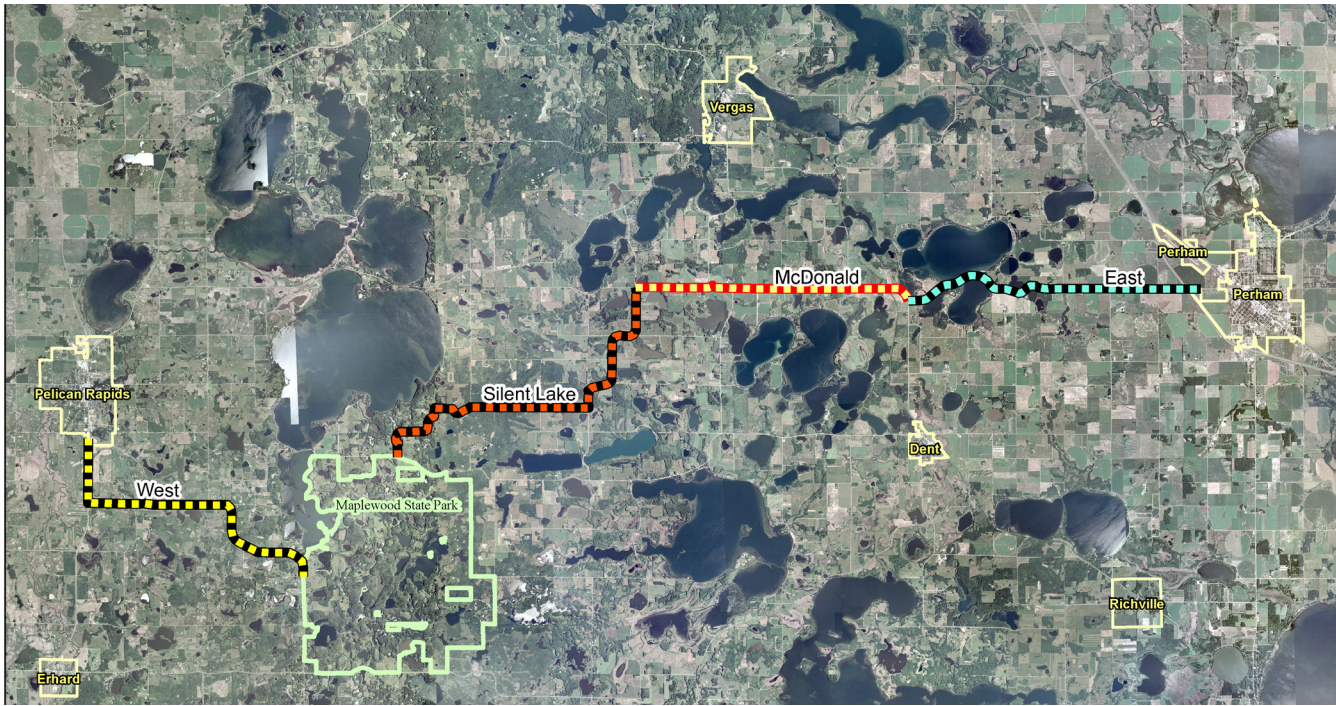 Vergas
Perham
McDonald
East
Perham
Pelican Rapids
Silent Lake
Dent
West
Maplewood State Park
Richville
Erhard